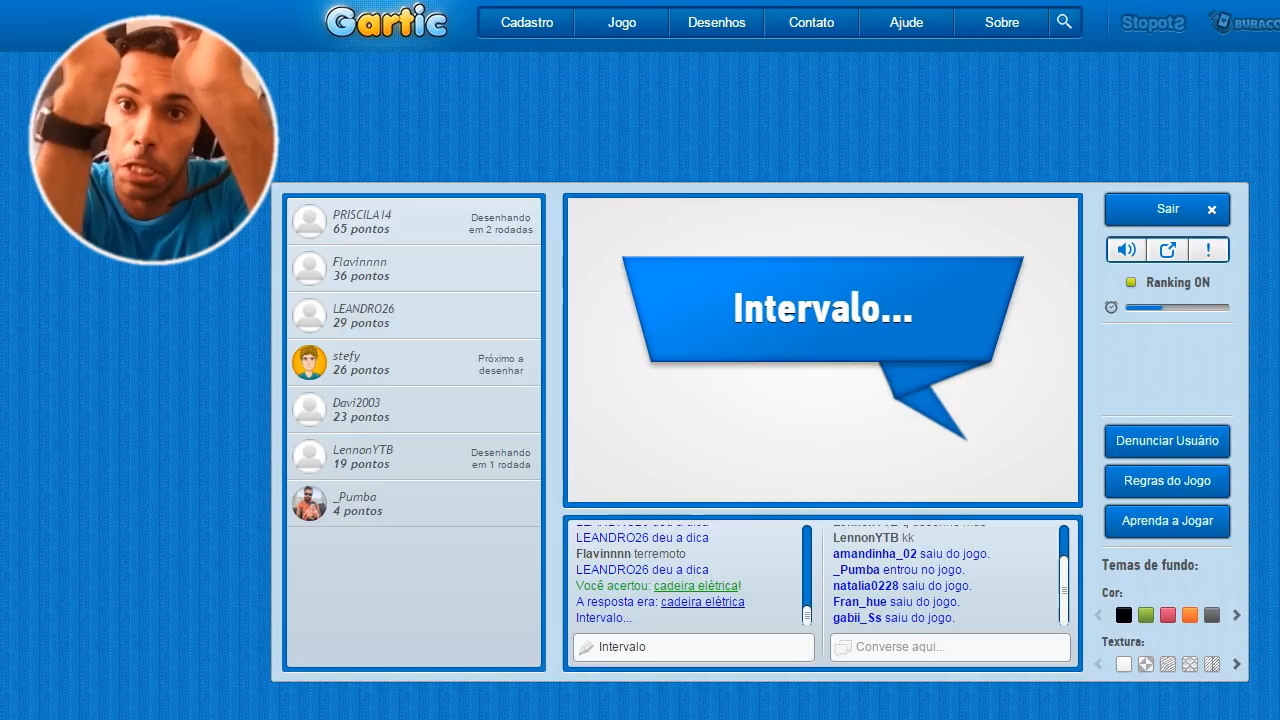 Gartic
Cadastro
Jogo
Desenhos
Contato
Ajude
Sobre
StopotS
BURACO
PRISCILA14
65 pontos
Desenhando
em 2 rodadas
Flavinnnn
36 pontos
LEANDRO26
29 pontos
stefy
26 pontos
Próximo a
desenhar
Davi2003
23 pontos
LennonYTB
19 pontos
Desenhando
em 1 rodada
_Pumba
4 pontos
Intervalo...
LEANDRO26 deu a dica
LEANDRO26 deu a dica
Flavinnnn terremoto
LEANDRO26 deu a dica
Você acertou: cadeira elétrica!
A resposta era: cadeira elétrica
Intervalo...
Intervalo
LennonYTB kk
amandinha_02 saiu do jogo.
_Pumba entrou no jogo.
natalia0228 saiu do jogo.
Fran_hue saiu do jogo.
gabii_Ss saiu do jogo.
Converse aqui...
Sair
Ranking ON
Denunciar Usuário
Regras do Jogo
Aprenda a Jogar
Temas de fundo:
Cor:
Textura: